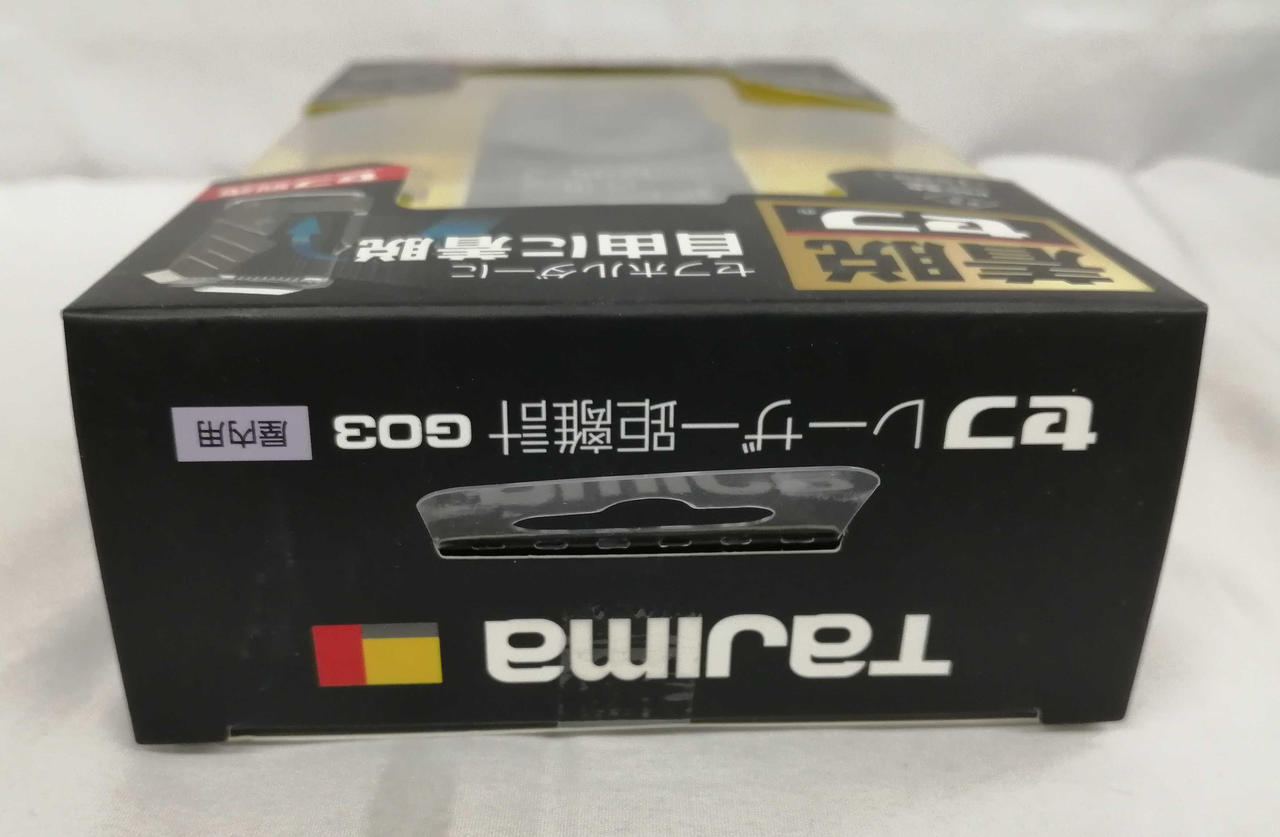 Tajima
セフ レーザー距離計 G03 屋内用
着脱
セフ
セフホルダーに
自由に着脱